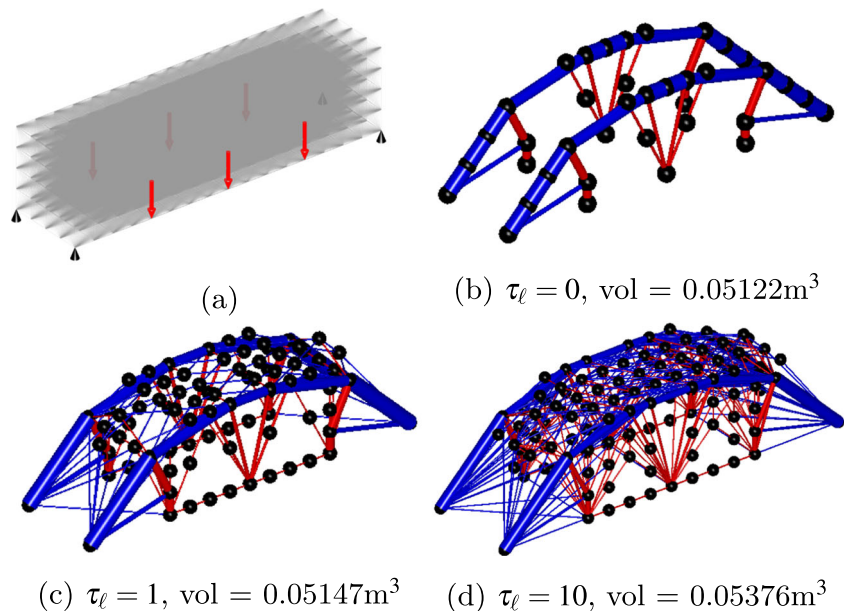 (a)
(b) τℓ = 0, vol = 0.05122m³
(c) τℓ = 1, vol = 0.05147m³
(d) τℓ = 10, vol = 0.05376m³